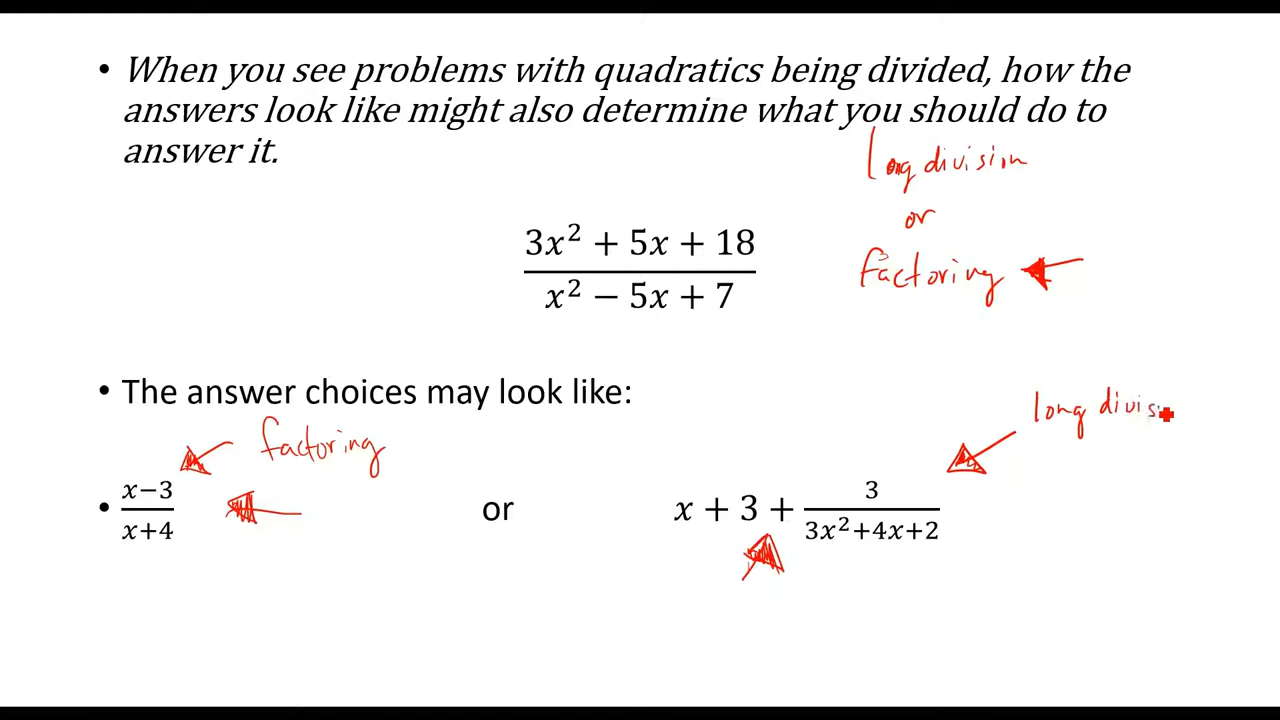 • When you see problems with quadratics being divided, how the
answers look like might also determine what you should do to
answer it.
long division
or
factoring
3x² + 5x + 18
x² − 5x + 7
• The answer choices may look like:
long divis
factoring
• x−3
x+4
or
x + 3 + 3
3x²+4x+2